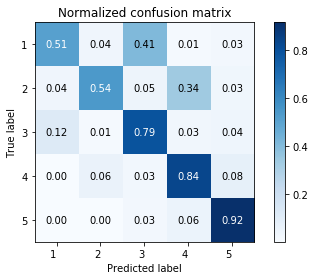 Normalized confusion matrix
1 0.51 0.04 0.41 0.01 0.03
2 0.04 0.54 0.05 0.34 0.03
3 0.12 0.01 0.79 0.03 0.04
4 0.00 0.06 0.03 0.84 0.08
5 0.00 0.00 0.03 0.06 0.92
1 2 3 4 5
True label
Predicted label
0.8
0.6
0.4
0.2